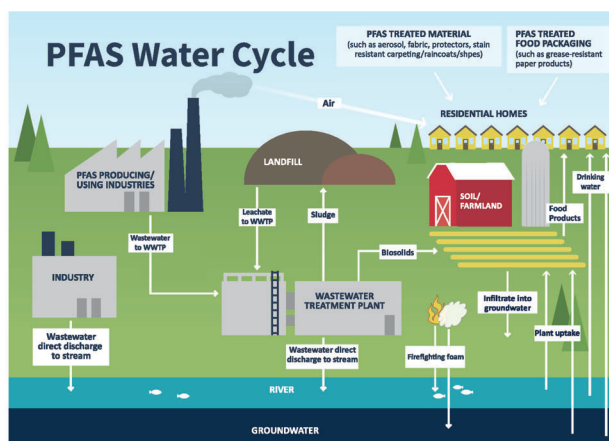 PFAS Water Cycle
PFAS TREATED MATERIAL
(such as aerosol, fabric, protectors, stain
resistant carpeting/raincoats/shpes)
PFAS TREATED
FOOD PACKAGING
(such as grease-resistant
paper products)
Air
RESIDENTIAL HOMES
PFAS PRODUCING/
USING INDUSTRIES
LANDFILL
SOIL/
FARMLAND
Drinking
water
Food
Products
Wastewater
to WWTP
Leachate
to WWTP
Sludge
Biosolids
INDUSTRY
WASTEWATER
TREATMENT PLANT
Infiltrate into
groundwater
Plant uptake
Wastewater
direct discharge
to stream
Wastewater direct
discharge to stream
Firefighting foam
RIVER
GROUNDWATER